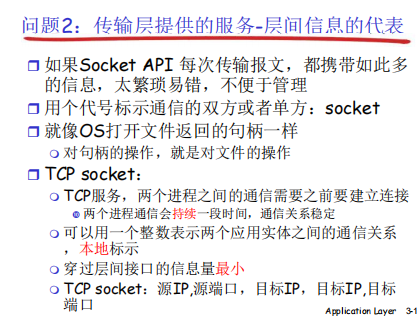 问题2：传输层提供的服务-层间信息的代表
如果Socket API 每次传输报文，都携带如此多
的信息，太繁琐易错，不便于管理
用个代号标示通信的双方或者单方：socket
就像OS打开文件返回的句柄一样
对句柄的操作，就是对文件的操作
TCP socket：
TCP服务，两个进程之间的通信需要之前要建立连接
两个进程通信会持续一段时间，通信关系稳定
可以用一个整数表示两个应用实体之间的通信关系
，本地标示
穿过层间接口的信息量最小
TCP socket：源IP,源端口，目标IP，目标IP,目标
端口
Application Layer 3-1